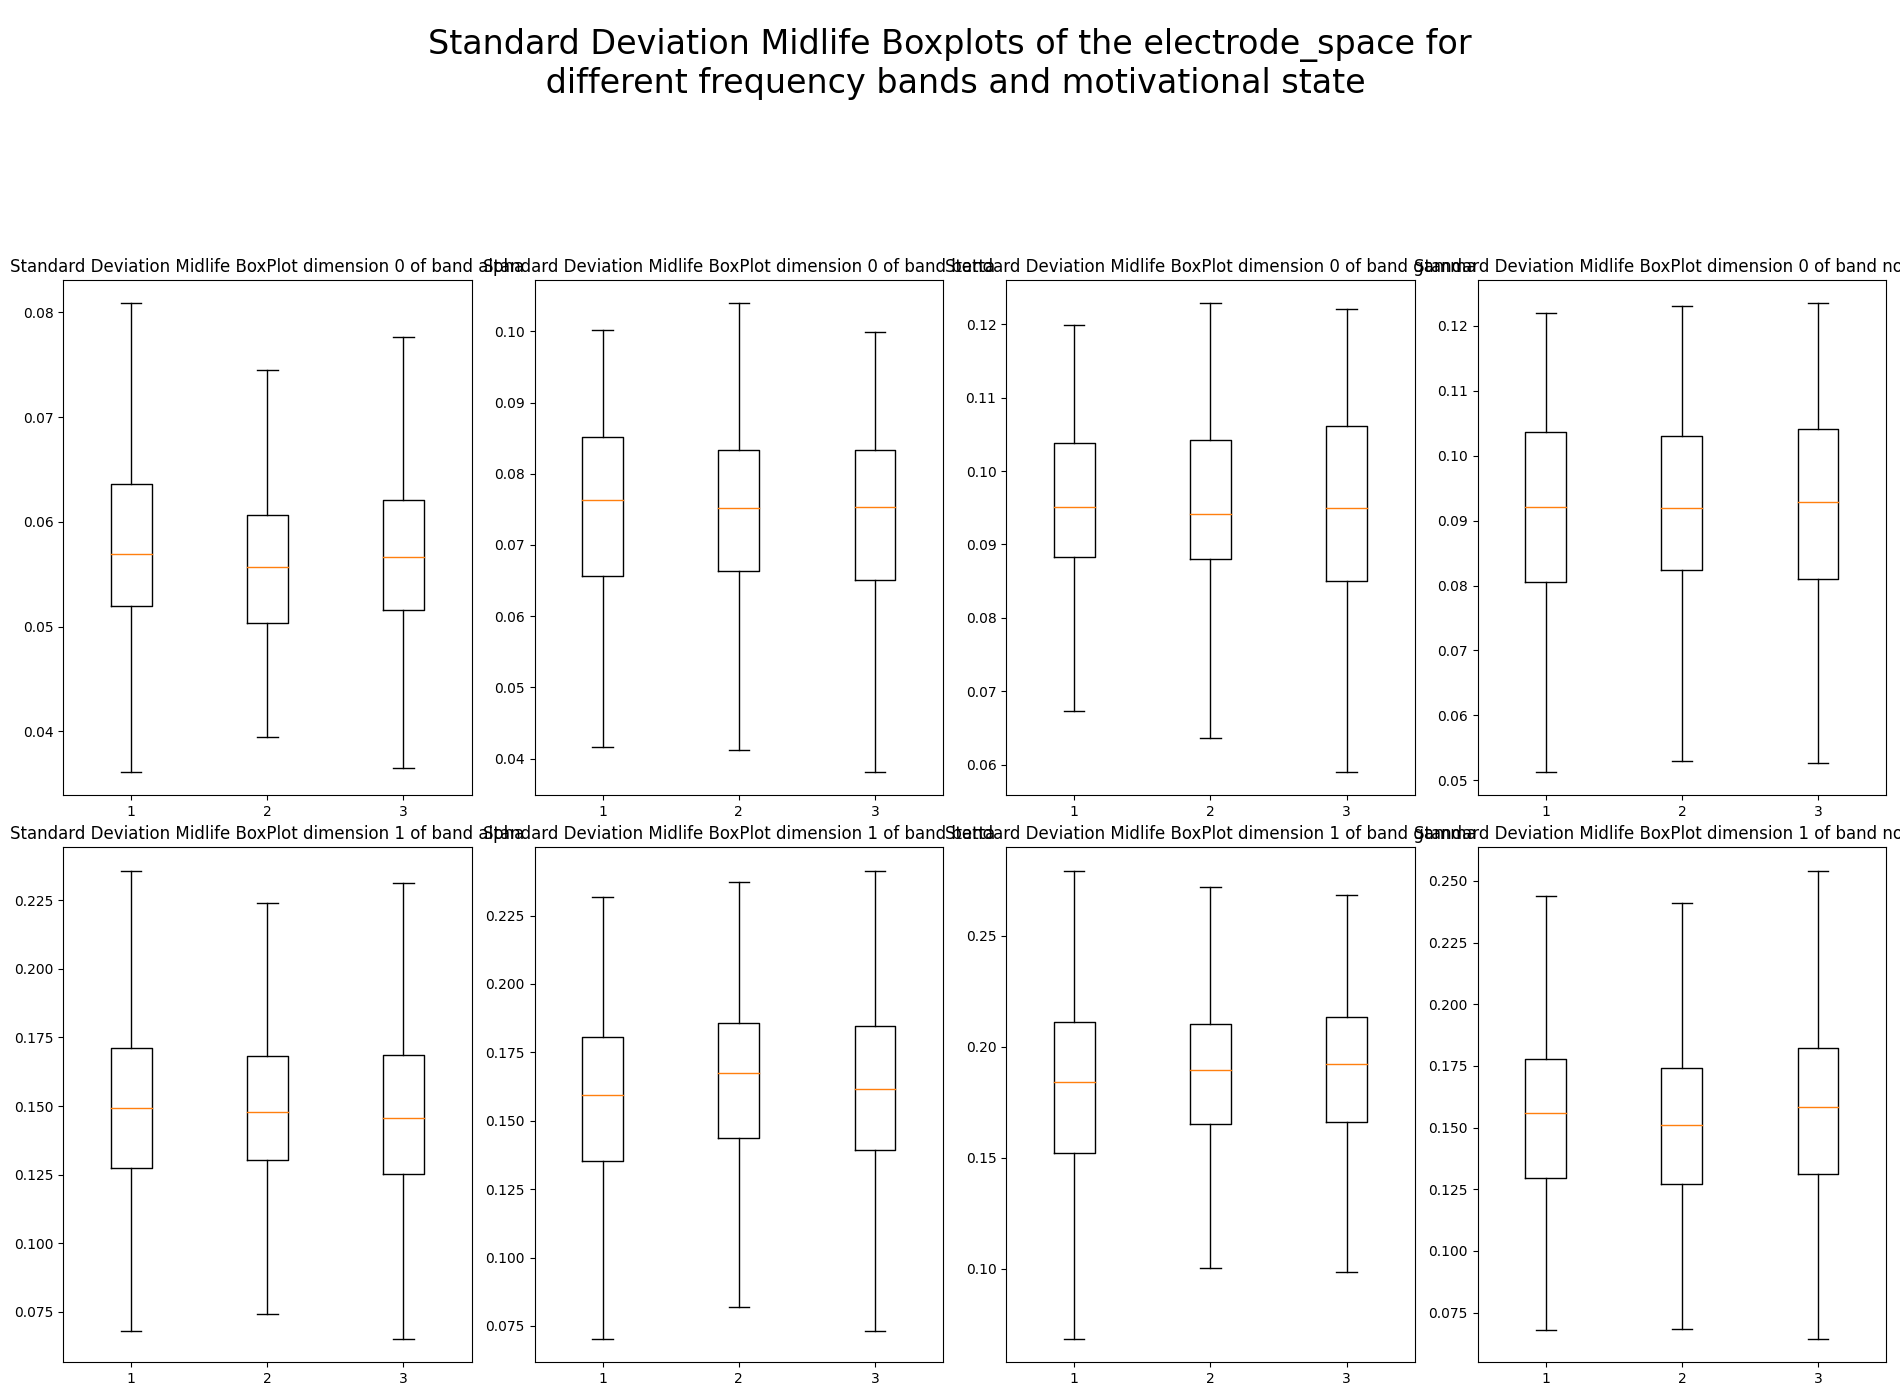 Standard Deviation Midlife Boxplots of the electrode_space for
different frequency bands and motivational state
Standard Deviation Midlife BoxPlot dimension 0 of band alpha
0.08
0.07
0.06
0.05
0.04
1 2 3
Standard Deviation Midlife BoxPlot dimension 0 of band beta
0.10
0.09
0.08
0.07
0.06
0.05
0.04
1 2 3
Standard Deviation Midlife BoxPlot dimension 0 of band gamma
0.12
0.11
0.10
0.09
0.08
0.07
0.06
1 2 3
Standard Deviation Midlife BoxPlot dimension 0 of band no
0.12
0.11
0.10
0.09
0.08
0.07
0.06
0.05
1 2 3
Standard Deviation Midlife BoxPlot dimension 1 of band alpha
0.225
0.200
0.175
0.150
0.125
0.100
0.075
1 2 3
Standard Deviation Midlife BoxPlot dimension 1 of band beta
0.225
0.200
0.175
0.150
0.125
0.100
0.075
1 2 3
Standard Deviation Midlife BoxPlot dimension 1 of band gamma
0.25
0.20
0.15
0.10
1 2 3
Standard Deviation Midlife BoxPlot dimension 1 of band no
0.250
0.225
0.200
0.175
0.150
0.125
0.100
0.075
1 2 3